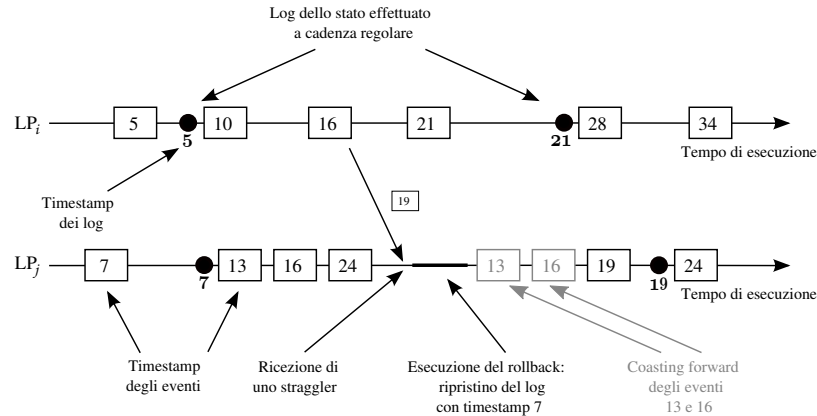 Log dello stato effettuato
a cadenza regolare
LPi
5
10
16
21
28
34
5
21
Tempo di esecuzione
Timestamp
dei log
19
LPj
7
13
16
24
13
16
19
24
7
19
Tempo di esecuzione
Timestamp
degli eventi
Ricezione di
uno straggler
Esecuzione del rollback:
ripristino del log
con timestamp 7
Coasting forward
degli eventi
13 e 16